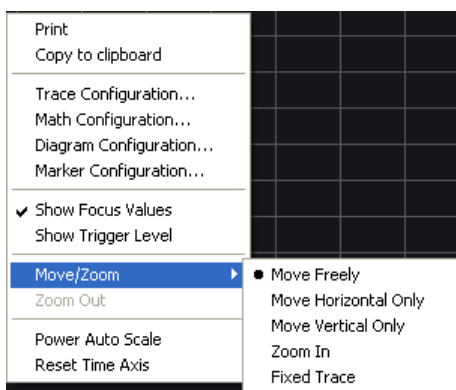 Print
Copy to clipboard
Trace Configuration...
Math Configuration...
Diagram Configuration...
Marker Configuration...
Show Focus Values
Show Trigger Level
Move/Zoom
Zoom Out
Power Auto Scale
Reset Time Axis
Move Freely
Move Horizontal Only
Move Vertical Only
Zoom In
Fixed Trace